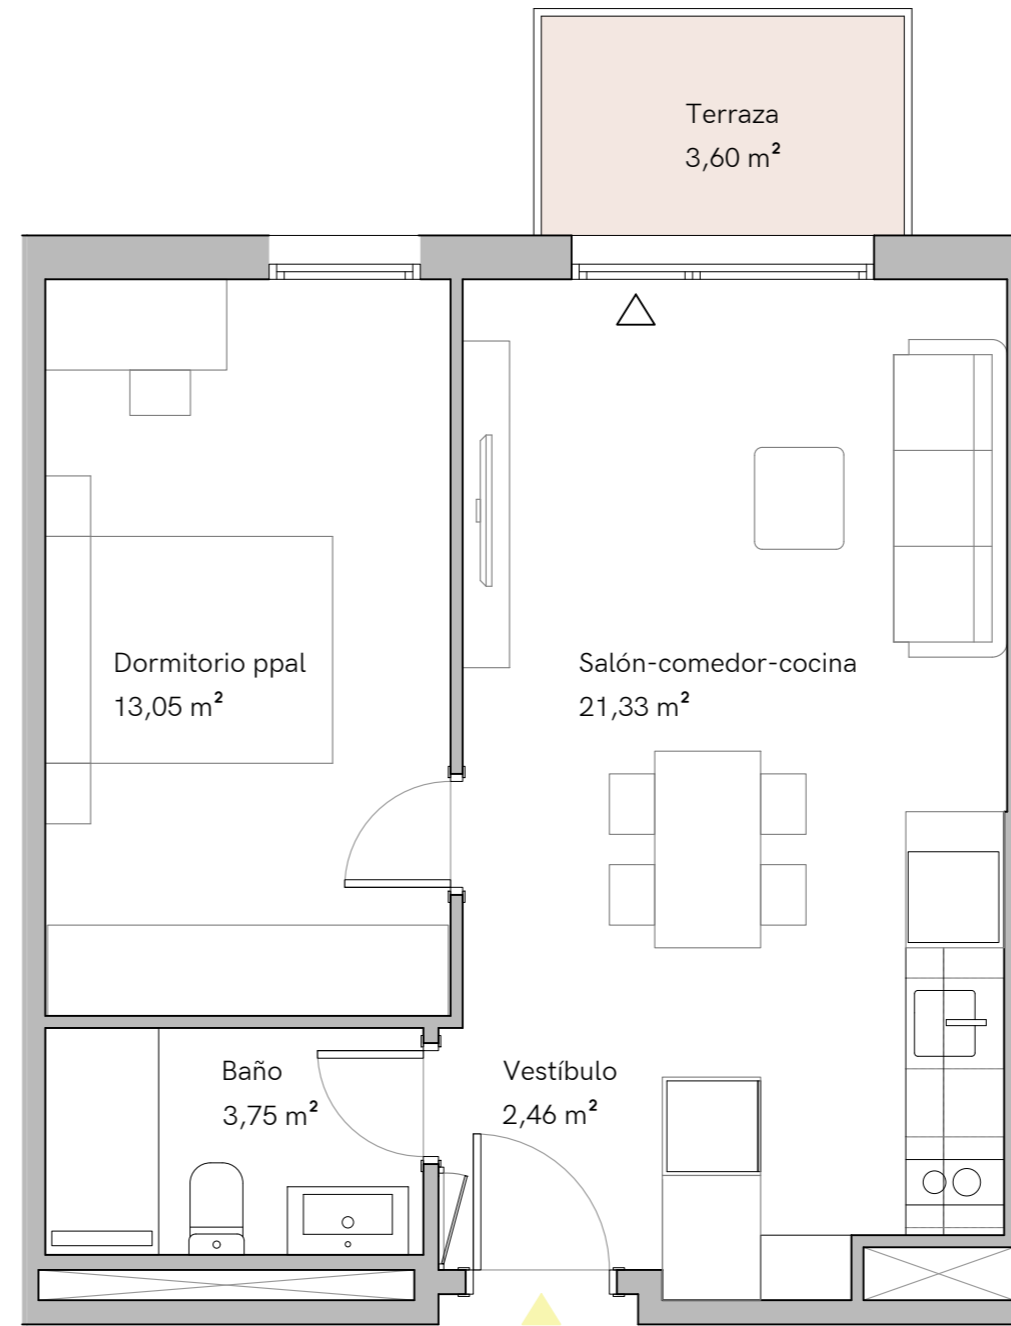 Terraza
3,60 m²
Dormitorio ppal
13,05 m²
Salón-comedor-cocina
21,33 m²
Baño
3,75 m²
Vestíbulo
2,46 m²